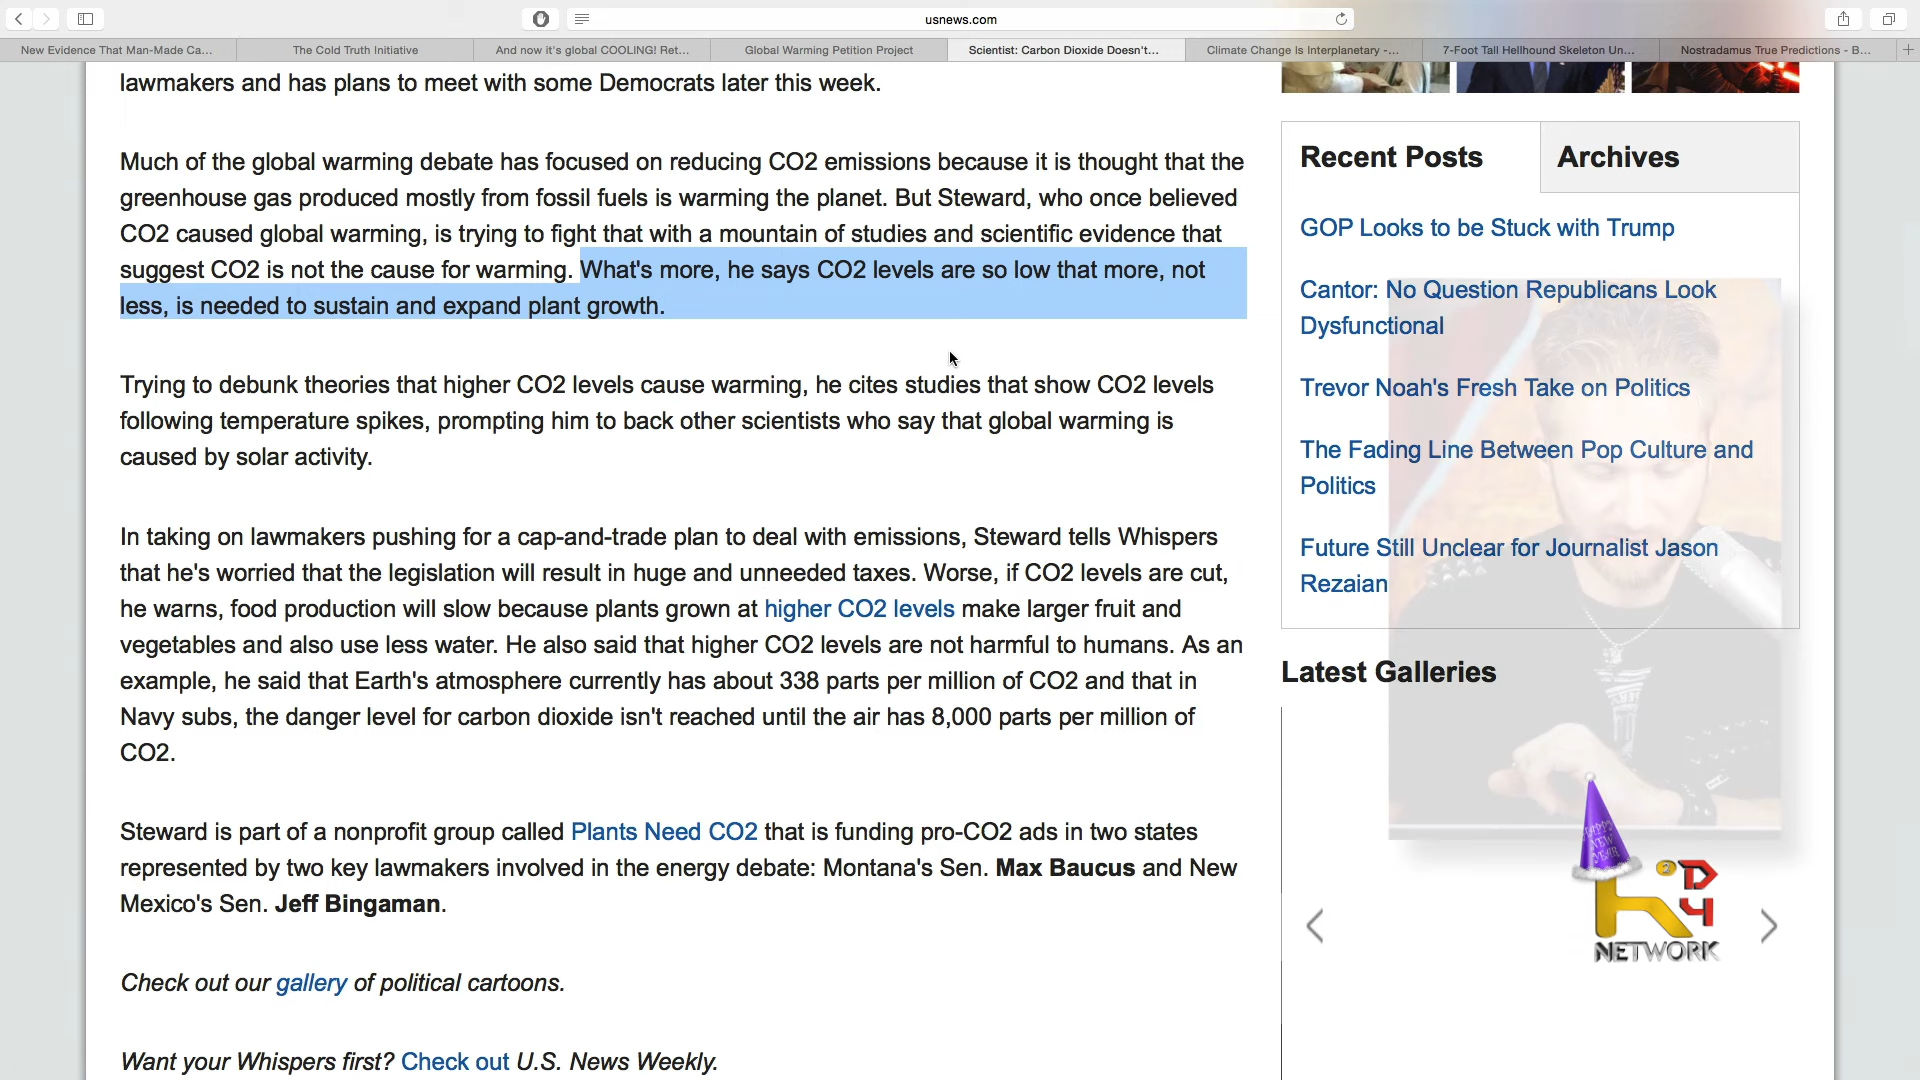 usnews.com
New Evidence That Man-Made Ca...
The Cold Truth Initiative
And now it's global COOLING! Ret...
Global Warming Petition Project
Scientist: Carbon Dioxide Doesn't...
Climate Change Is Interplanetary -...
7-Foot Tall Hellhound Skeleton Un...
Nostradamus True Predictions - B...
lawmakers and has plans to meet with some Democrats later this week.
Much of the global warming debate has focused on reducing CO2 emissions because it is thought that the
greenhouse gas produced mostly from fossil fuels is warming the planet. But Steward, who once believed
CO2 caused global warming, is trying to fight that with a mountain of studies and scientific evidence that
suggest CO2 is not the cause for warming. What's more, he says CO2 levels are so low that more, not
less, is needed to sustain and expand plant growth.
Trying to debunk theories that higher CO2 levels cause warming, he cites studies that show CO2 levels
following temperature spikes, prompting him to back other scientists who say that global warming is
caused by solar activity.
In taking on lawmakers pushing for a cap-and-trade plan to deal with emissions, Steward tells Whispers
that he's worried that the legislation will result in huge and unneeded taxes. Worse, if CO2 levels are cut,
he warns, food production will slow because plants grown at higher CO2 levels make larger fruit and
vegetables and also use less water. He also said that higher CO2 levels are not harmful to humans. As an
example, he said that Earth's atmosphere currently has about 338 parts per million of CO2 and that in
Navy subs, the danger level for carbon dioxide isn't reached until the air has 8,000 parts per million of
CO2.
Steward is part of a nonprofit group called Plants Need CO2 that is funding pro-CO2 ads in two states
represented by two key lawmakers involved in the energy debate: Montana's Sen. Max Baucus and New
Mexico's Sen. Jeff Bingaman.
Check out our gallery of political cartoons.
Want your Whispers first? Check out U.S. News Weekly.
Recent Posts
Archives
GOP Looks to be Stuck with Trump
Cantor: No Question Republicans Look
Dysfunctional
Trevor Noah's Fresh Take on Politics
The Fading Line Between Pop Culture and
Politics
Future Still Unclear for Journalist Jason
Rezaian
Latest Galleries
HAPPY
NEW
YEAR
NETWORK